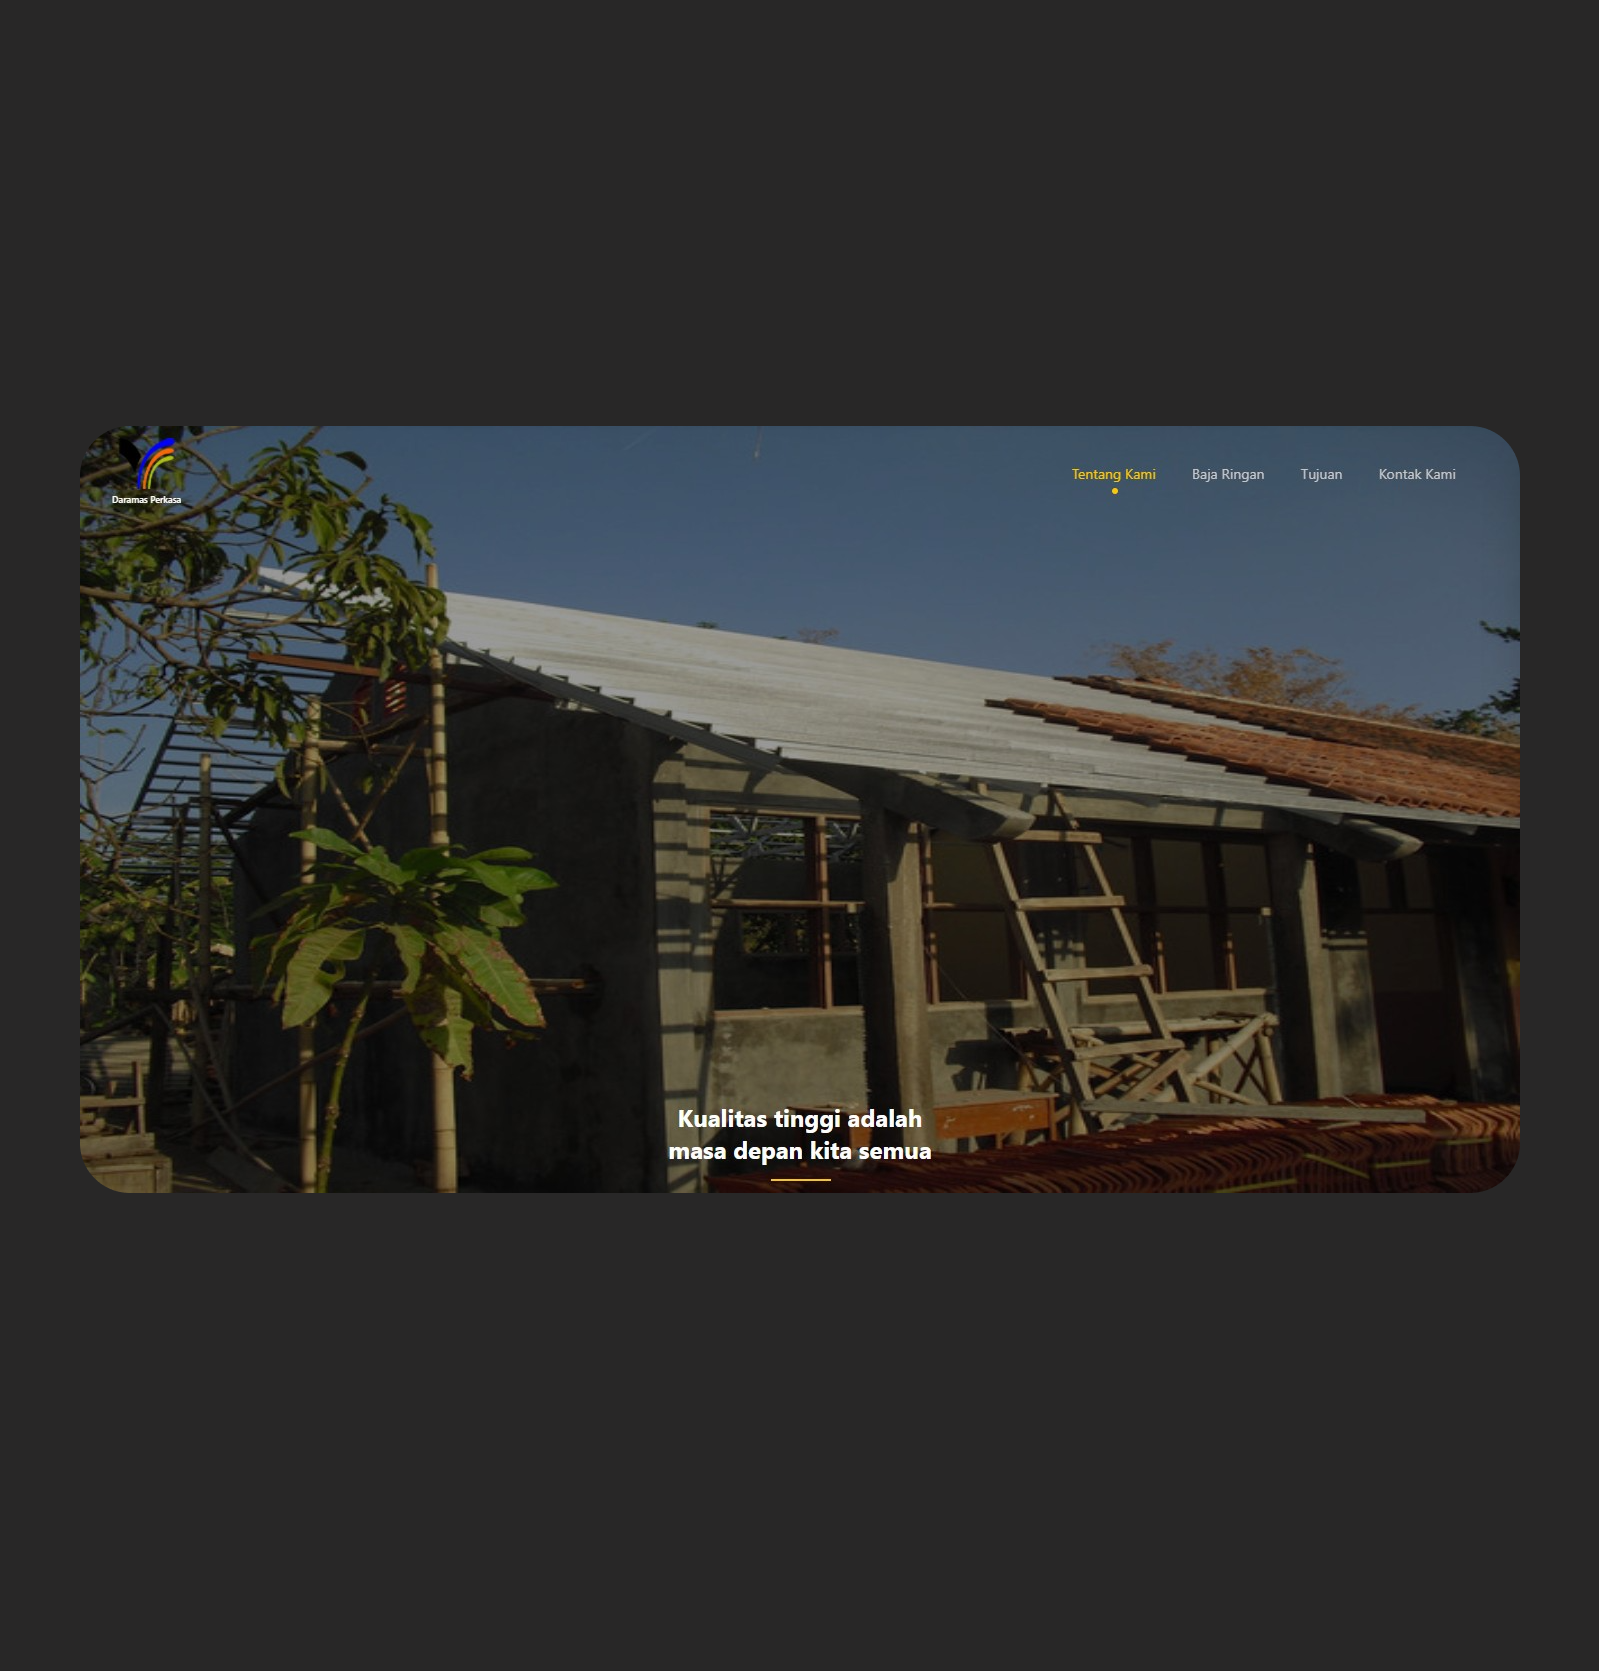 Daramas Perkasa
Tentang Kami
Baja Ringan
Tujuan
Kontak Kami
Kualitas tinggi adalah
masa depan kita semua